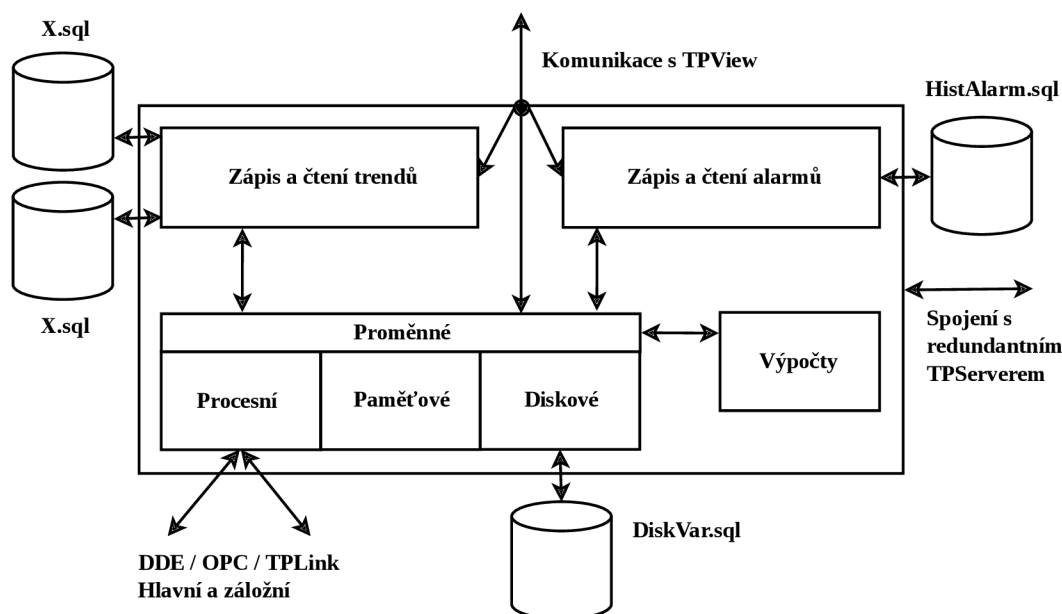 X.sql
Komunikace s TPView
HistAlarm.sql
Zápis a čtení trendů
Zápis a čtení alarmů
X.sql
Spojení s
redundantním
TPServerem
Proměnné
Výpočty
Procesní
Paměťové
Diskové
DiskVar.sql
DDE / OPC / TPLink
Hlavní a záložní